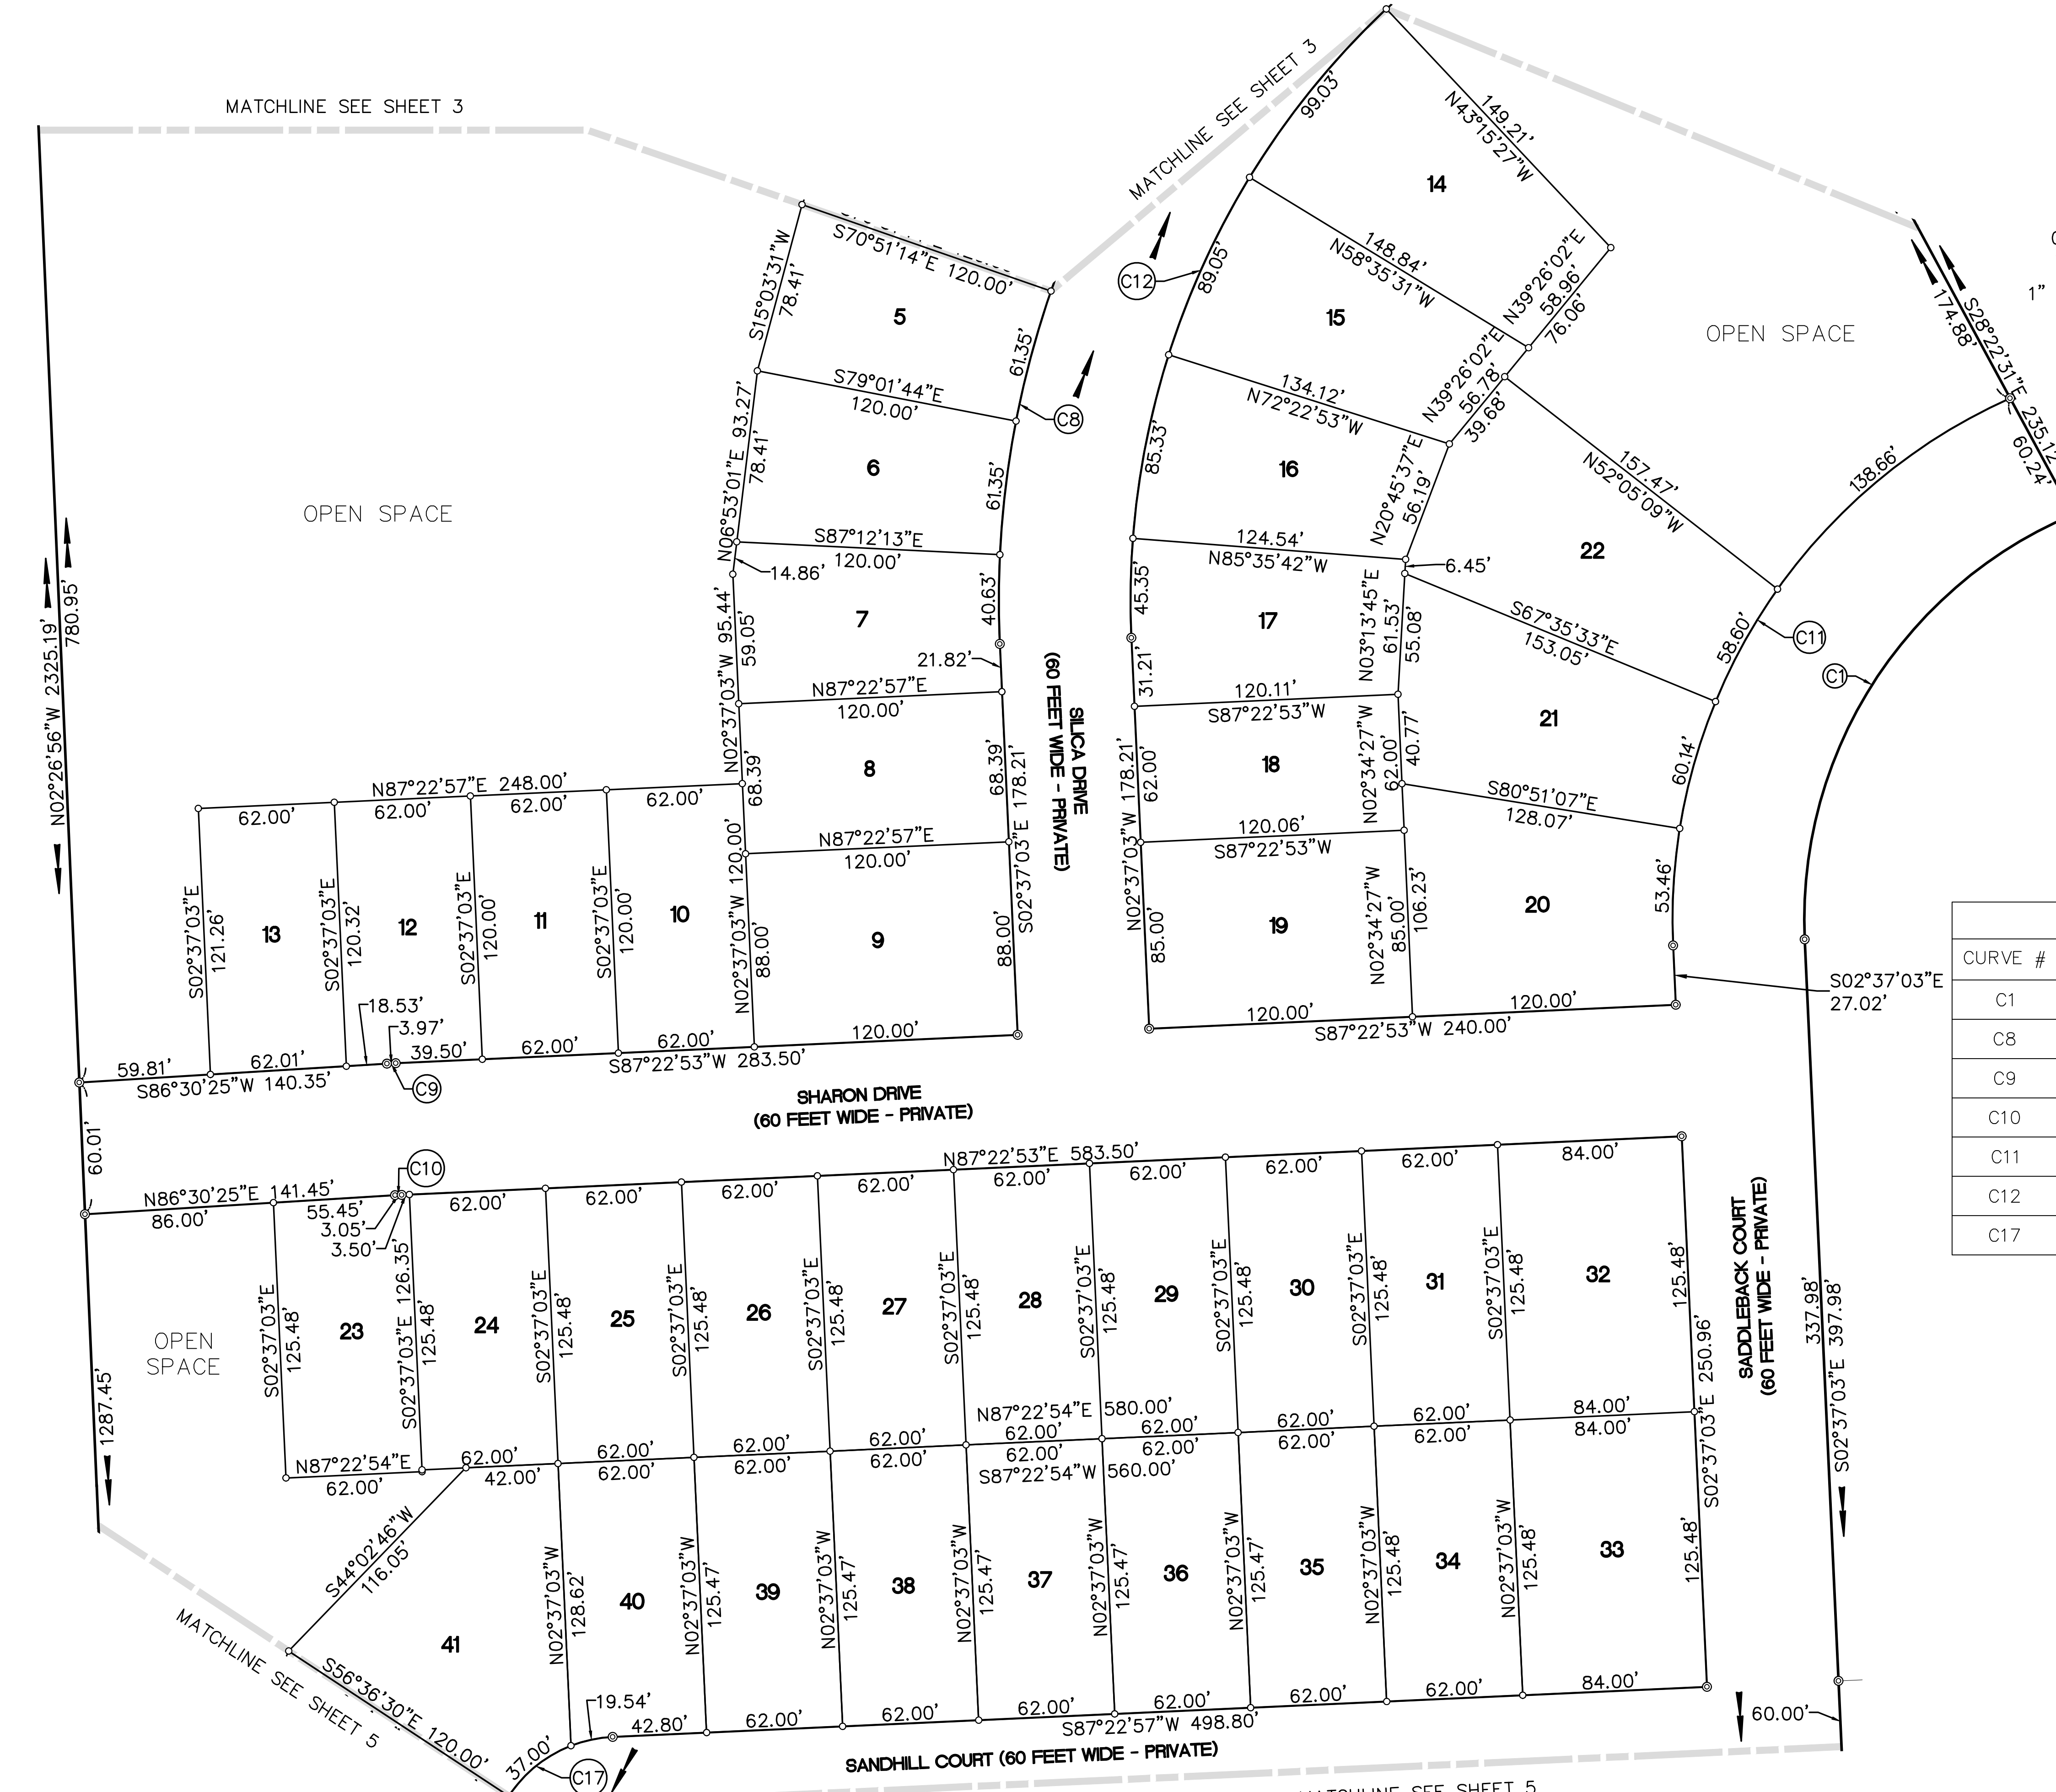 MATCHLINE SEE SHEET 3
MATCHLINE SEE SHEET 3
OPEN SPACE
N02°26'56"W 2325.19'
780.95'
S70°51'14"E 120.00'
S15°03'31"W
78.41'
5
61.35'
C8
S79°01'44"E
120.00'
N06°53'01"E 93.27'
78.41'
6
61.35'
S87°12'13"E
120.00'
14.86'
N02°37'03"W 95.44'
59.05'
7
40.63'
21.82'
N87°22'57"E
120.00'
68.39'
8
68.39'
S02°37'03"E 178.21'
N87°22'57"E
120.00'
N02°37'03"W 120.00'
88.00'
9
88.00'
120.00'
N87°22'57"E 248.00'
62.00'
62.00'
62.00'
62.00'
S02°37'03"E
121.26'
13
S02°37'03"E
120.32'
12
S02°37'03"E
120.00'
11
S02°37'03"E
120.00'
10
18.53'
3.97'
59.81'
62.01'
39.50'
62.00'
62.00'
S86°30'25"W 140.35'
C9
S87°22'53"W 283.50'
SILICA DRIVE
(60 FEET WIDE - PRIVATE)
99.03'
149.21'
N43°15'27"W
14
C12
89.05'
148.84'
N58°35'31"W
N39°26'02"E
58.96'
76.06'
15
134.12'
N72°22'53"W
N39°26'02"E
56.78'
39.68'
85.33'
16
N20°45'37"E
56.19'
124.54'
N85°35'42"W
6.45'
45.35'
31.21'
17
N03°13'45"E
61.53'
55.08'
120.11'
S87°22'53"W
N02°37'03"W 178.21'
62.00'
18
N02°34'27"W
62.00'
40.77'
120.06'
S87°22'53"W
85.00'
19
N02°34'27"W
85.00'
106.23'
120.00'
120.00'
S87°22'53"W 240.00'
OPEN SPACE
157.47'
N52°05'09"W
138.66'
22
58.60'
C11
C1
S67°35'33"E
153.05'
21
60.14'
S80°51'07"E
128.07'
20
53.46'
S02°37'03"E
27.02'
174.88'
S28°22'31"E 235.12'
60.24'
1"
CURVE #
C1
C8
C9
C10
C11
C12
C17
SHARON DRIVE
(60 FEET WIDE - PRIVATE)
60.01'
C10
N86°30'25"E 141.45'
86.00'
55.45'
3.05'
3.50'
N87°22'53"E 583.50'
62.00'
62.00'
62.00'
62.00'
62.00'
62.00'
62.00'
62.00'
84.00'
OPEN
SPACE
1287.45'
S02°37'03"E
125.48'
23
S02°37'03"E 126.35'
125.48'
24
S02°37'03"E
125.48'
25
S02°37'03"E
125.48'
26
S02°37'03"E
125.48'
27
S02°37'03"E
125.48'
28
S02°37'03"E
125.48'
29
S02°37'03"E
125.48'
30
S02°37'03"E
125.48'
31
S02°37'03"E
125.48'
32
125.48'
S02°37'03"E 250.96'
SADDLEBACK COURT
(60 FEET WIDE - PRIVATE)
337.98'
S02°37'03"E 397.98'
N87°22'54"E 580.00'
N87°22'54"E
62.00'
62.00'
62.00'
62.00'
62.00'
62.00'
62.00'
62.00'
62.00'
84.00'
42.00'
62.00'
62.00'
62.00'
62.00'
62.00'
62.00'
62.00'
84.00'
S87°22'54"W 560.00'
S44°02'46"W
116.05'
41
N02°37'03"W
128.62'
40
N02°37'03"W
125.47'
39
N02°37'03"W
125.47'
38
N02°37'03"W
125.47'
37
N02°37'03"W
125.47'
36
N02°37'03"W
125.47'
35
N02°37'03"W
125.48'
34
N02°37'03"W
125.48'
33
125.48'
MATCHLINE SEE SHEET 5
S56°36'30"E 120.00'
37.00'
C17
19.54'
42.80'
62.00'
62.00'
62.00'
62.00'
62.00'
62.00'
84.00'
S87°22'57"W 498.80'
60.00'
SANDHILL COURT (60 FEET WIDE - PRIVATE)
MATCHLINE SEE SHEET 5